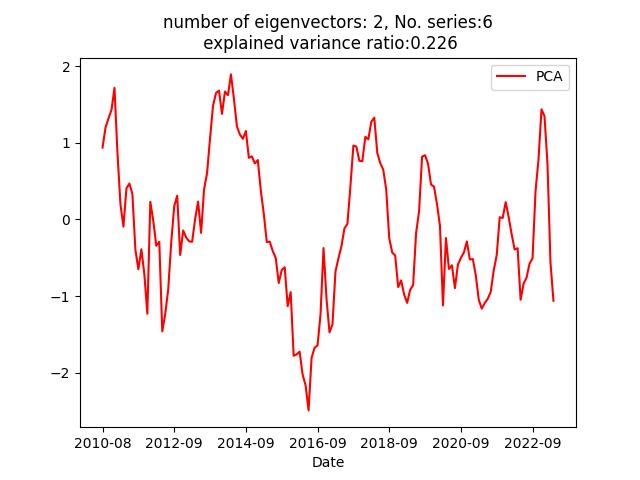 number of eigenvectors: 2, No. series:6
explained variance ratio:0.226
PCA
2
1
0
−1
−2
2010-08 2012-09 2014-09 2016-09 2018-09 2020-09 2022-09
Date